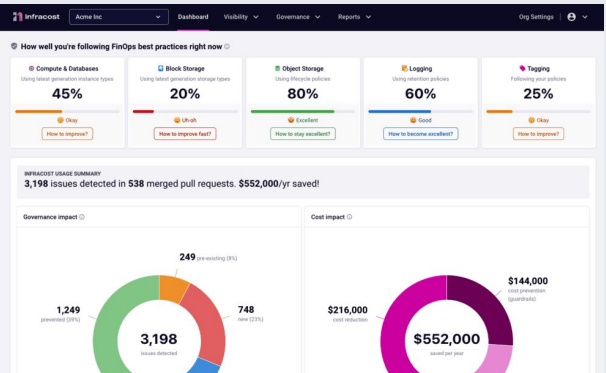 Infracost
Acme Inc
Dashboard
Visibility
Governance
Reports
Org Settings
How well you're following FinOps best practices right now
Compute & Databases
Using latest generation instance types
45%
Okay
How to improve?
Block Storage
Using latest generation storage types
20%
Uh-oh
How to improve fast?
Object Storage
Using lifecycle policies
80%
Excellent
How to stay excellent?
Logging
Using retention policies
60%
Good
How to become excellent?
Tagging
Following your policies
25%
Okay
How to improve?
INFRACOST USAGE SUMMARY
3,198 issues detected in 538 merged pull requests. $552,000/yr saved!
Governance impact
249 pre-existing (8%)
1,249
prevented (39%)
748
new (23%)
3,198
issues detected
Cost impact
$144,000
cost prevention
(guardrails)
$216,000
cost reduction
$552,000
saved per year